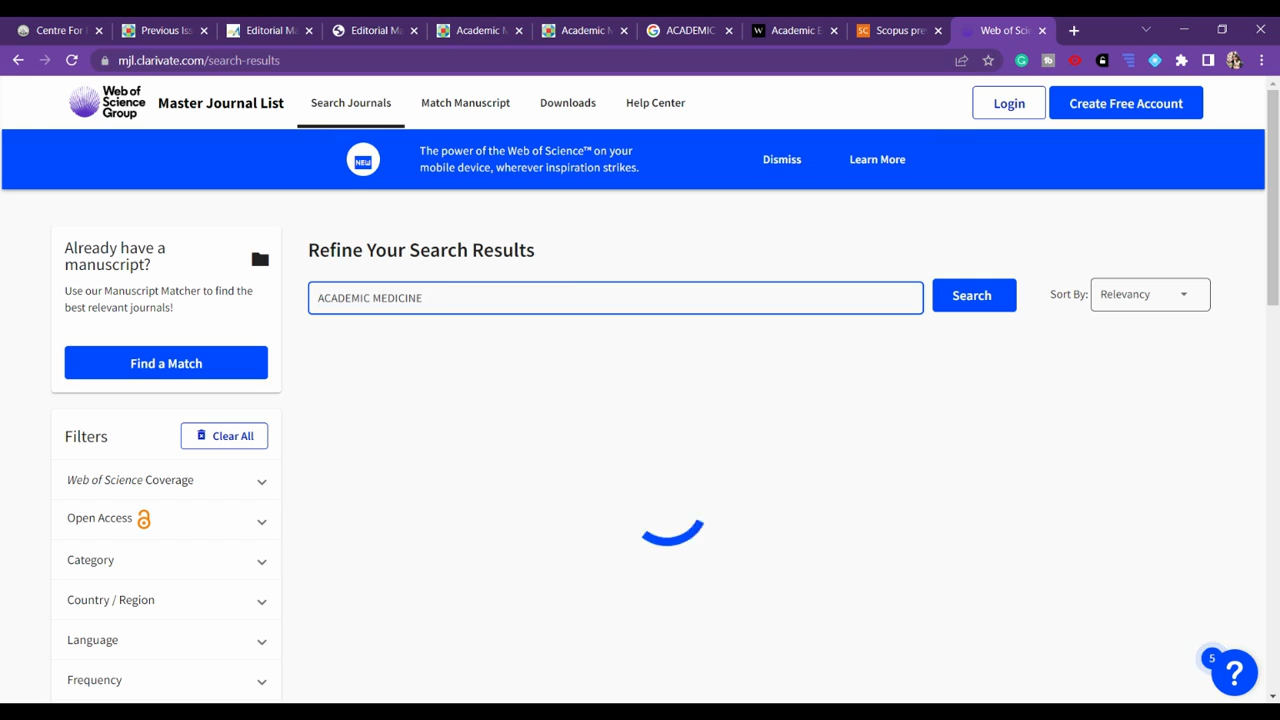 Centre For
Previous Iss
Editorial Ma
Editorial Ma
Academic M
Academic M
ACADEMIC
Academic E
Scopus pre
Web of Scie
mjl.clarivate.com/search-results
Web of
Science
Group
Master Journal List
Search Journals
Match Manuscript
Downloads
Help Center
Login
Create Free Account
NEW
The power of the Web of Science™ on your
mobile device, wherever inspiration strikes.
Dismiss
Learn More
Already have a
manuscript?
Use our Manuscript Matcher to find the
best relevant journals!
Find a Match
Refine Your Search Results
ACADEMIC MEDICINE
Search
Sort By:
Relevancy
Filters
Clear All
Web of Science Coverage
Open Access
Category
Country / Region
Language
Frequency
5
?